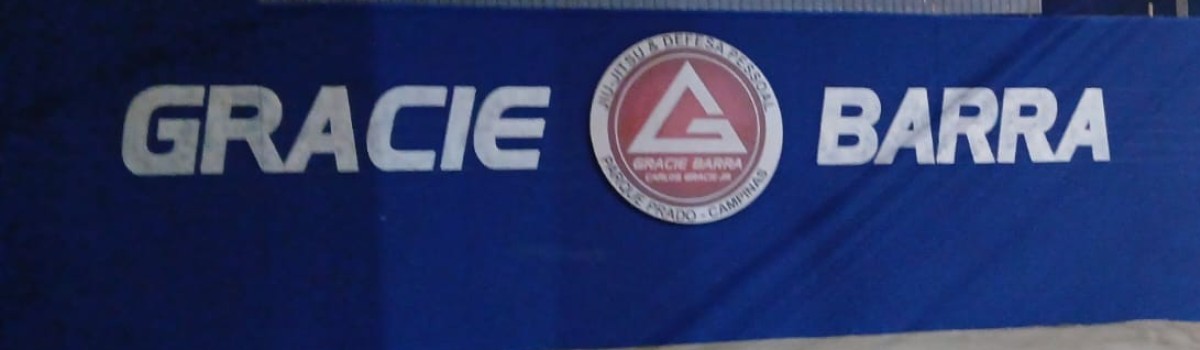 GRACIE BARRA
JIU-JITSU & DEFESA PESSOAL
G
GRACIE BARRA
CARLOS GRACIE JR
PARQUE PRADO - CAMPINAS